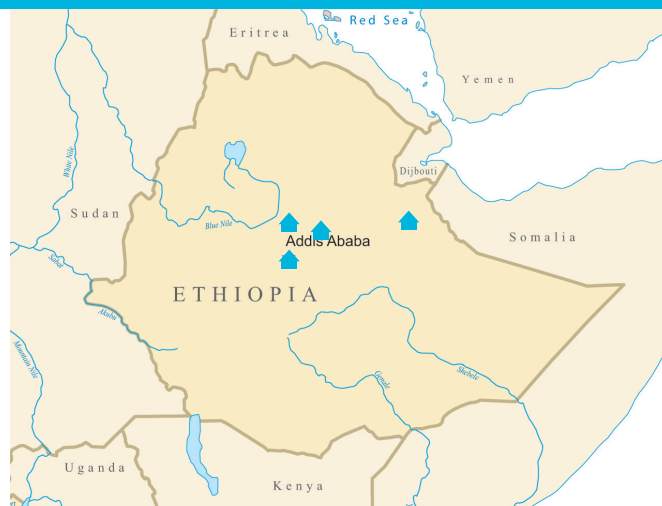 Red Sea
Eritrea
Yemen
White Nile
Dijbouti
Sudan
Blue Nile
Addis Ababa
Somalia
Sobat
ETHIOPIA
Akobo
Mountain Nile
Genale
Shebele
Uganda
Kenya